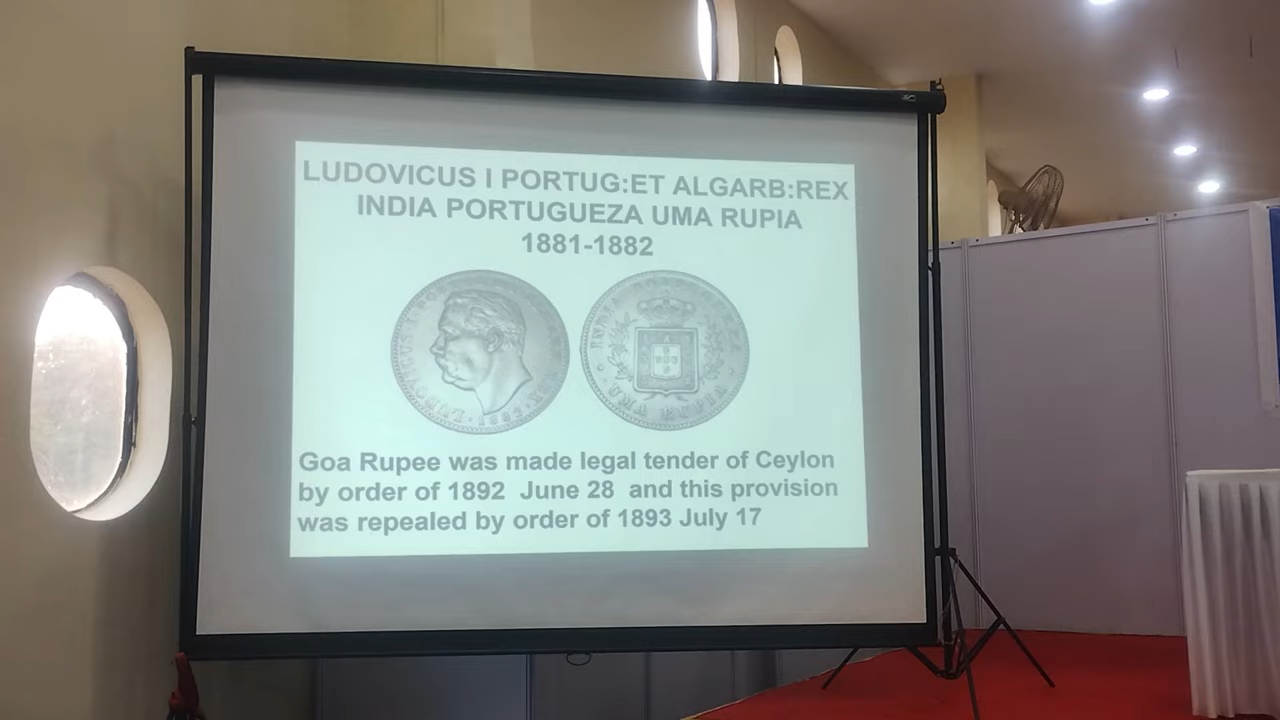 LUDOVICUS I PORTUG:ET ALGARB:REX
INDIA PORTUGUEZA UMA RUPIA
1881-1882
Goa Rupee was made legal tender of Ceylon
by order of 1892 June 28 and this provision
was repealed by order of 1893 July 17